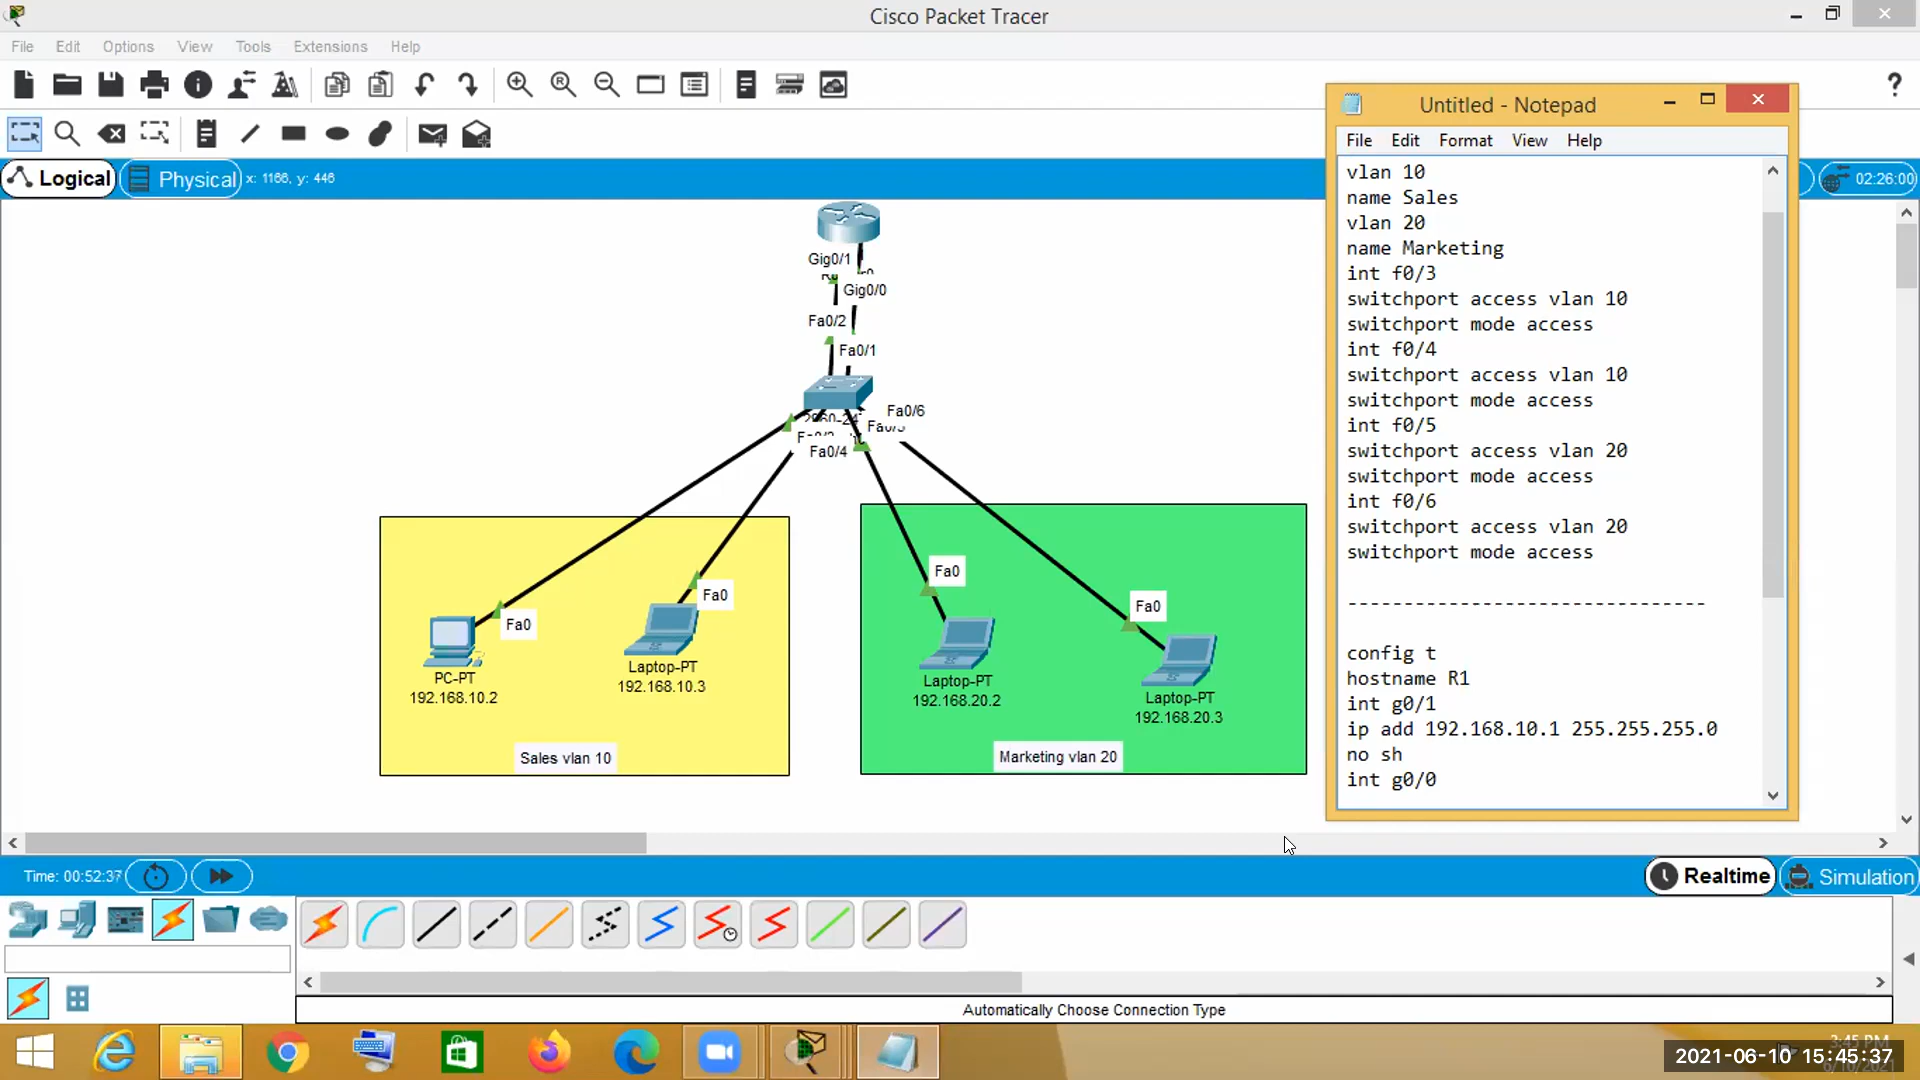 Cisco Packet Tracer
File Edit Options View Tools Extensions Help
Logical
Physical
x: 1166, y: 446
02:26:00
Gig0/1
Gig0/0
Fa0/2
Fa0/1
Fa0/6
Fa0/4
Fa0
Fa0
Fa0
Fa0
PC-PT
192.168.10.2
Laptop-PT
192.168.10.3
Laptop-PT
192.168.20.2
Laptop-PT
192.168.20.3
Sales vlan 10
Marketing vlan 20
Untitled - Notepad
File Edit Format View Help
vlan 10
name Sales
vlan 20
name Marketing
int f0/3
switchport access vlan 10
switchport mode access
int f0/4
switchport access vlan 10
switchport mode access
int f0/5
switchport access vlan 20
switchport mode access
int f0/6
switchport access vlan 20
switchport mode access
--------------------------------
config t
hostname R1
int g0/1
ip add 192.168.10.1 255.255.255.0
no sh
int g0/0
Time: 00:52:37
Realtime
Simulation
Automatically Choose Connection Type
3:45 PM
2021-06-10 15:45:37